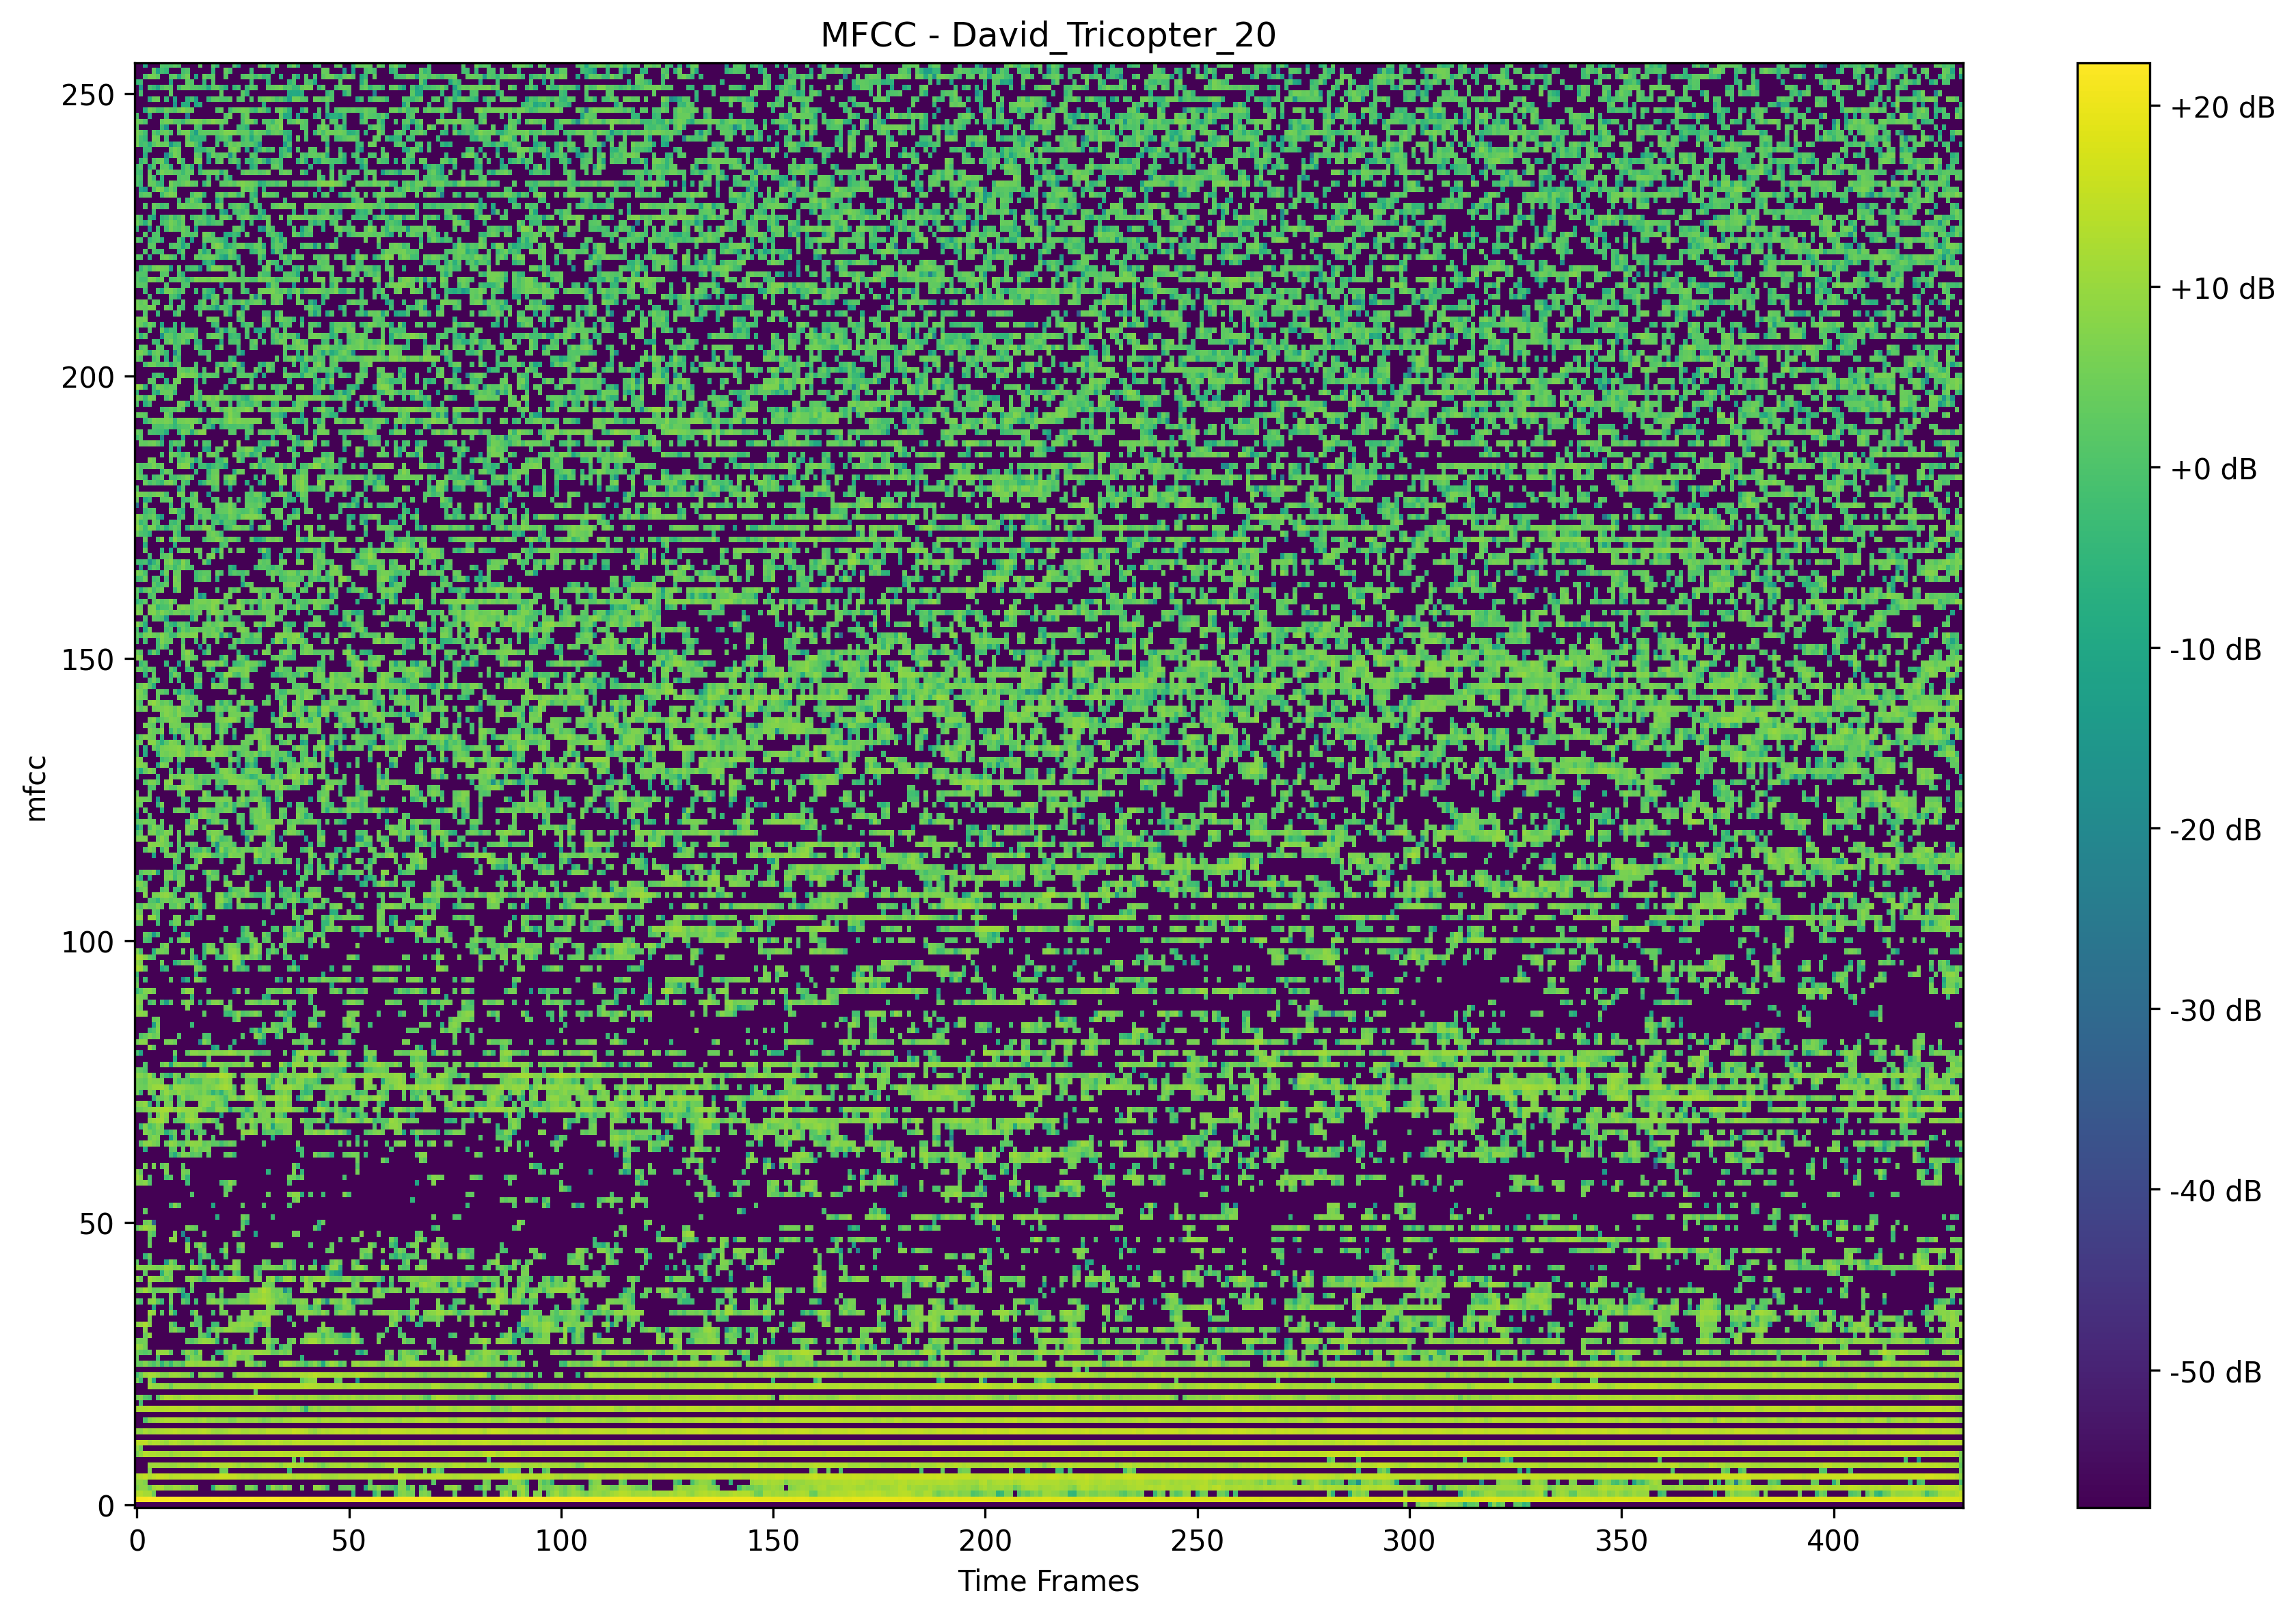 MFCC - David_Tricopter_20
250
200
150
100
50
0
mfcc
0 50 100 150 200 250 300 350 400
Time Frames
+20 dB
+10 dB
+0 dB
-10 dB
-20 dB
-30 dB
-40 dB
-50 dB